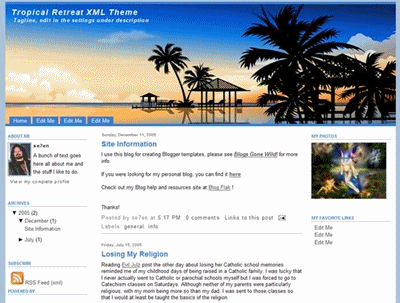 Tropical Retreat XML Theme
Tagline, edit in the settings under description
Home Edit Me Edit Me Edit Me
ABOUT ME
se7en
A bunch of text goes
here all about me and
the stuff I like to do.
View my complete profile
ARCHIVES
▼ 2005 (2)
▼ December (1)
Site Information
► July (1)
SUBSCRIBE
RSS Feed (xml)
POWERED BY
Sunday, December 11, 2005
Site Information
I use this blog for creating Blogger templates, please see Blogs Gone Wild! for more
info.
If you were looking for my personal blog, you can find it here
Check out my Blog help and resources site at Blog Flak !
Thanks!
Posted by se7en at 5:17 PM 0 comments Links to this post
Labels: general, info
Friday, July 15, 2005
Losing My Religion
Reading Evil Jutz post the other day about losing her Catholic school memories
reminded me of my childhood days of being raised in a Catholic family. I was lucky that
I never actually went to Catholic or parochial schools myself but I was forced to go to
Catechism classes on Saturdays. Although neither of my parents were particularly
religious, with my mom being more so than my dad. I was sent to those classes so
that I would at least be taught the basics of the religion
MY PHOTOS
MY FAVORITE LINKS
Edit Me
Edit Me
Edit Me